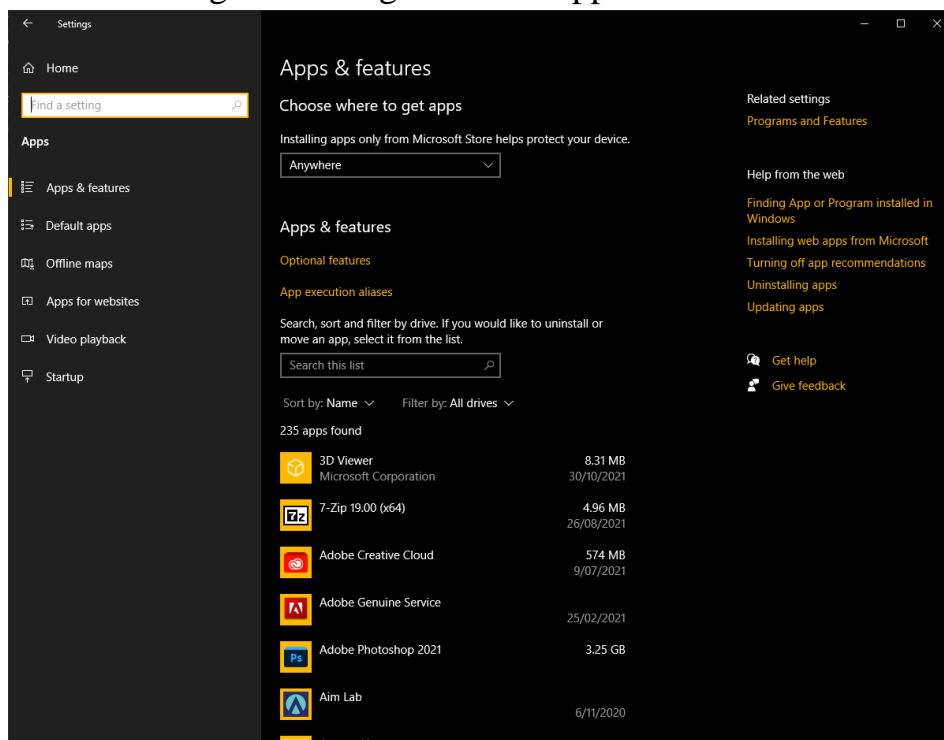 Settings
Home
Find a setting
Apps
Apps & features
Default apps
Offline maps
Apps for websites
Video playback
Startup
Apps & features
Choose where to get apps
Installing apps only from Microsoft Store helps protect your device.
Anywhere
Apps & features
Optional features
App execution aliases
Search, sort and filter by drive. If you would like to uninstall or
move an app, select it from the list.
Search this list
Sort by: Name Filter by: All drives
235 apps found
3D Viewer 8.31 MB
Microsoft Corporation 30/10/2021
7z
7-Zip 19.00 (x64) 4.96 MB
26/08/2021
Adobe Creative Cloud 574 MB
9/07/2021
Adobe Genuine Service
25/02/2021
Ps
Adobe Photoshop 2021 3.25 GB
Aim Lab
6/11/2020
Related settings
Programs and Features
Help from the web
Finding App or Program installed in
Windows
Installing web apps from Microsoft
Turning off app recommendations
Uninstalling apps
Updating apps
Get help
Give feedback